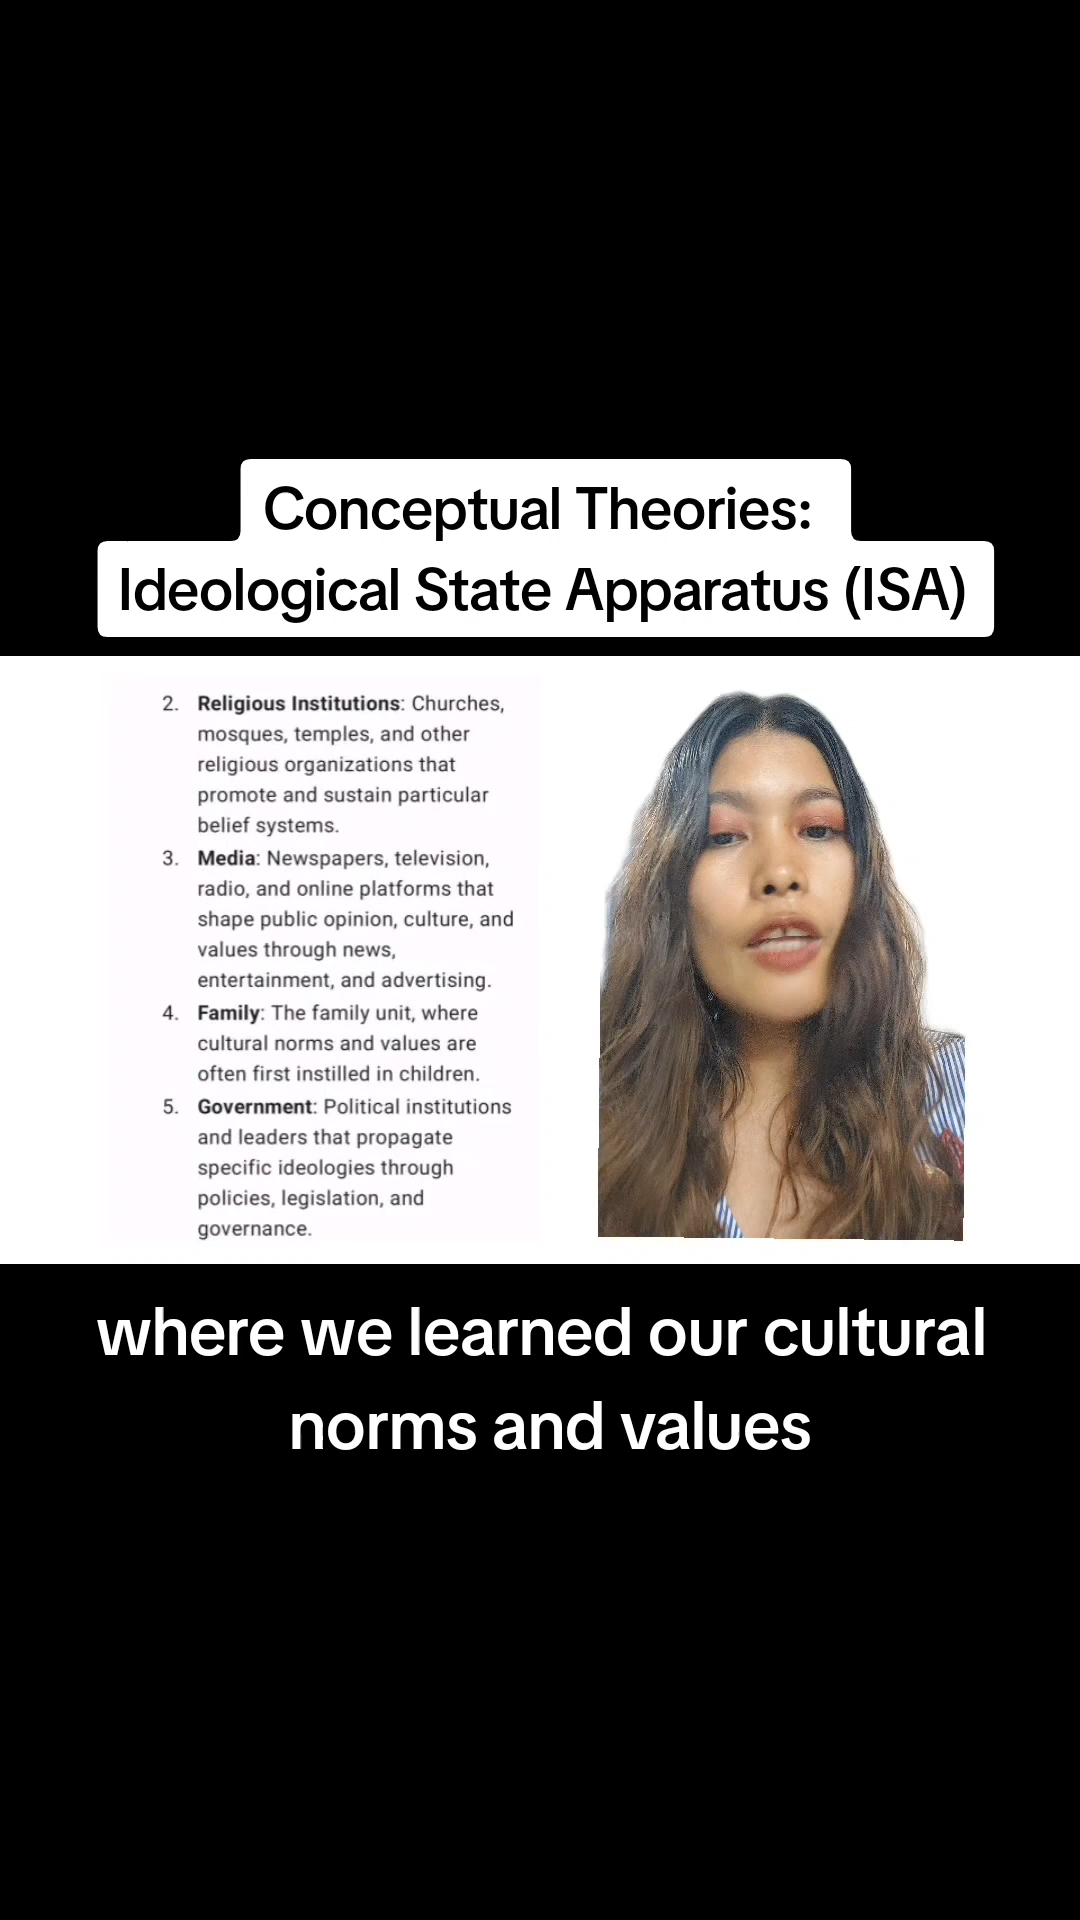 Conceptual Theories:
Ideological State Apparatus (ISA)
2. Religious Institutions: Churches,
mosques, temples, and other
religious organizations that
promote and sustain particular
belief systems.
3. Media: Newspapers, television,
radio, and online platforms that
shape public opinion, culture, and
values through news,
entertainment, and advertising.
4. Family: The family unit, where
cultural norms and values are
often first instilled in children.
5. Government: Political institutions
and leaders that propagate
specific ideologies through
policies, legislation, and
governance.
where we learned our cultural
norms and values